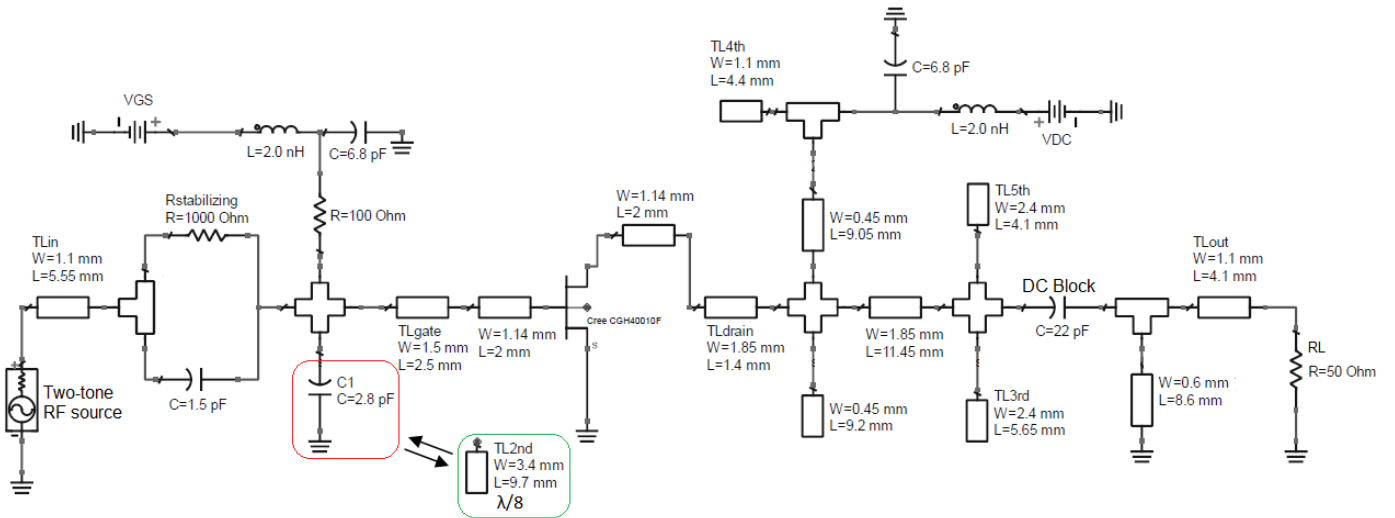 VGS
+
L=2.0 nH
C=6.8 pF
Rstabilizing
R=1000 Ohm
R=100 Ohm
TLin
W=1.1 mm
L=5.55 mm
C=1.5 pF
Two-tone
RF source
+
-
C1
C=2.8 pF
TL2nd
W=3.4 mm
L=9.7 mm
λ/8
TLgate
W=1.5 mm
L=2.5 mm
W=1.14 mm
L=2 mm
Cree CGH40010F
S
W=1.14 mm
L=2 mm
TLdrain
W=1.85 mm
L=1.4 mm
TL4th
W=1.1 mm
L=4.4 mm
C=6.8 pF
L=2.0 nH
+
VDC
W=0.45 mm
L=9.05 mm
W=0.45 mm
L=9.2 mm
W=1.85 mm
L=11.45 mm
TL5th
W=2.4 mm
L=4.1 mm
TL3rd
W=2.4 mm
L=5.65 mm
DC Block
C=22 pF
W=0.6 mm
L=8.6 mm
TLout
W=1.1 mm
L=4.1 mm
RL
R=50 Ohm